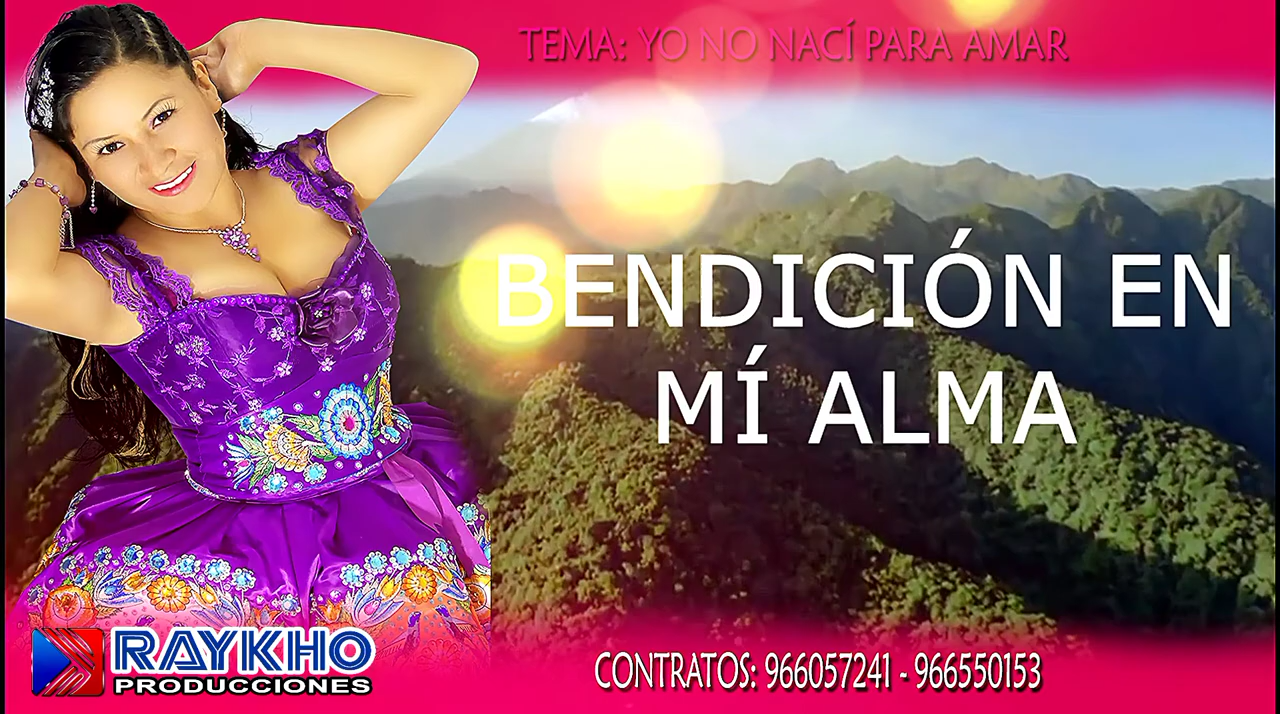 TEMA: YO NO NACÍ PARA AMAR
BENDICIÓN EN
MÍ ALMA
RAYKHO
PRODUCCIONES
CONTRATOS: 966057241 - 966550153